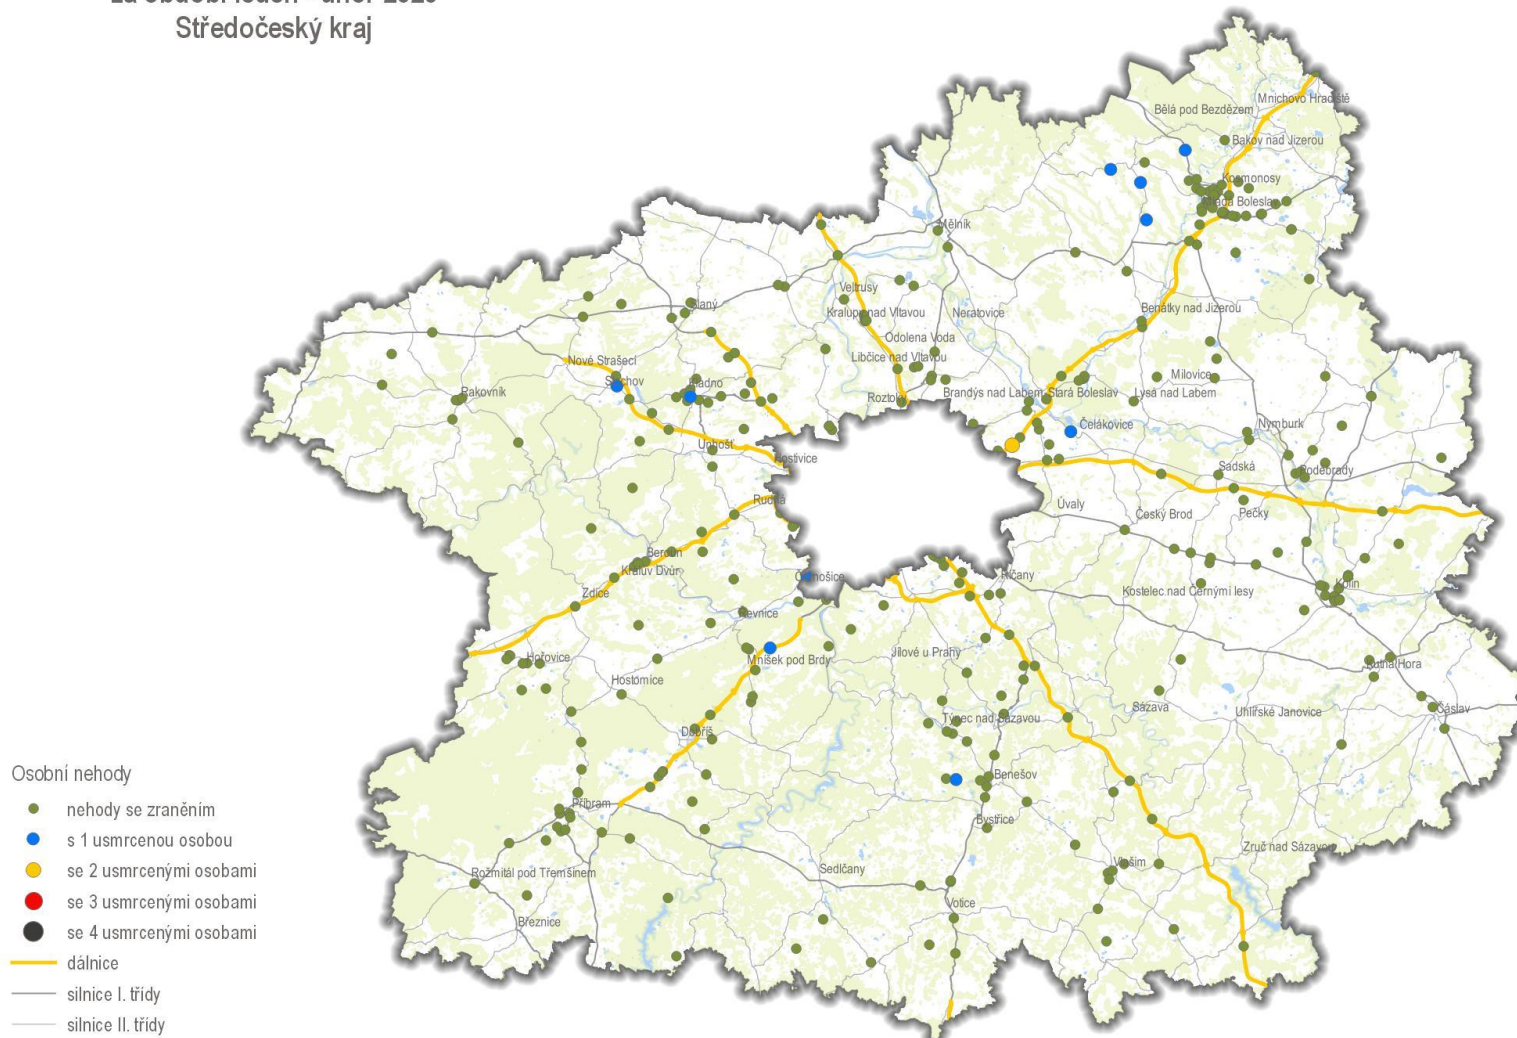 Středočeský kraj
Mnichovo Hradiště
Bělá pod Bezdězem
Bakov nad Jizerou
Kosmonosy
Mladá Boleslav
Mělník
Veltrusy
Slaný
Kralupy nad Vltavou
Neratovice
Benátky nad Jizerou
Odolena Voda
Libčice nad Vltavou
Nové Strašecí
Stochov
Kladno
Milovice
Rakovník
Roztoky
Brandýs nad Labem-Stará Boleslav
Lysá nad Labem
Čelákovice
Nymburk
Unhošť
Hostivice
Sadská
Poděbrady
Rudná
Úvaly
Český Brod
Pečky
Beroun
Králův Dvůr
Černošice
Říčany
Kolín
Zdice
Kostelec nad Černými lesy
Řevnice
Hořovice
Mníšek pod Brdy
Jílové u Prahy
Kutná Hora
Hostomice
Sázava
Uhlířské Janovice
Čáslav
Týnec nad Sázavou
Dobříš
Osobní nehody
Benešov
nehody se zraněním
Příbram
Bystřice
s 1 usmrcenou osobou
Zruč nad Sázavou
Vlašim
se 2 usmrcenými osobami
Rožmitál pod Třemšínem
Sedlčany
se 3 usmrcenými osobami
Votice
Březnice
se 4 usmrcenými osobami
dálnice
silnice I. třídy
silnice II. třídy